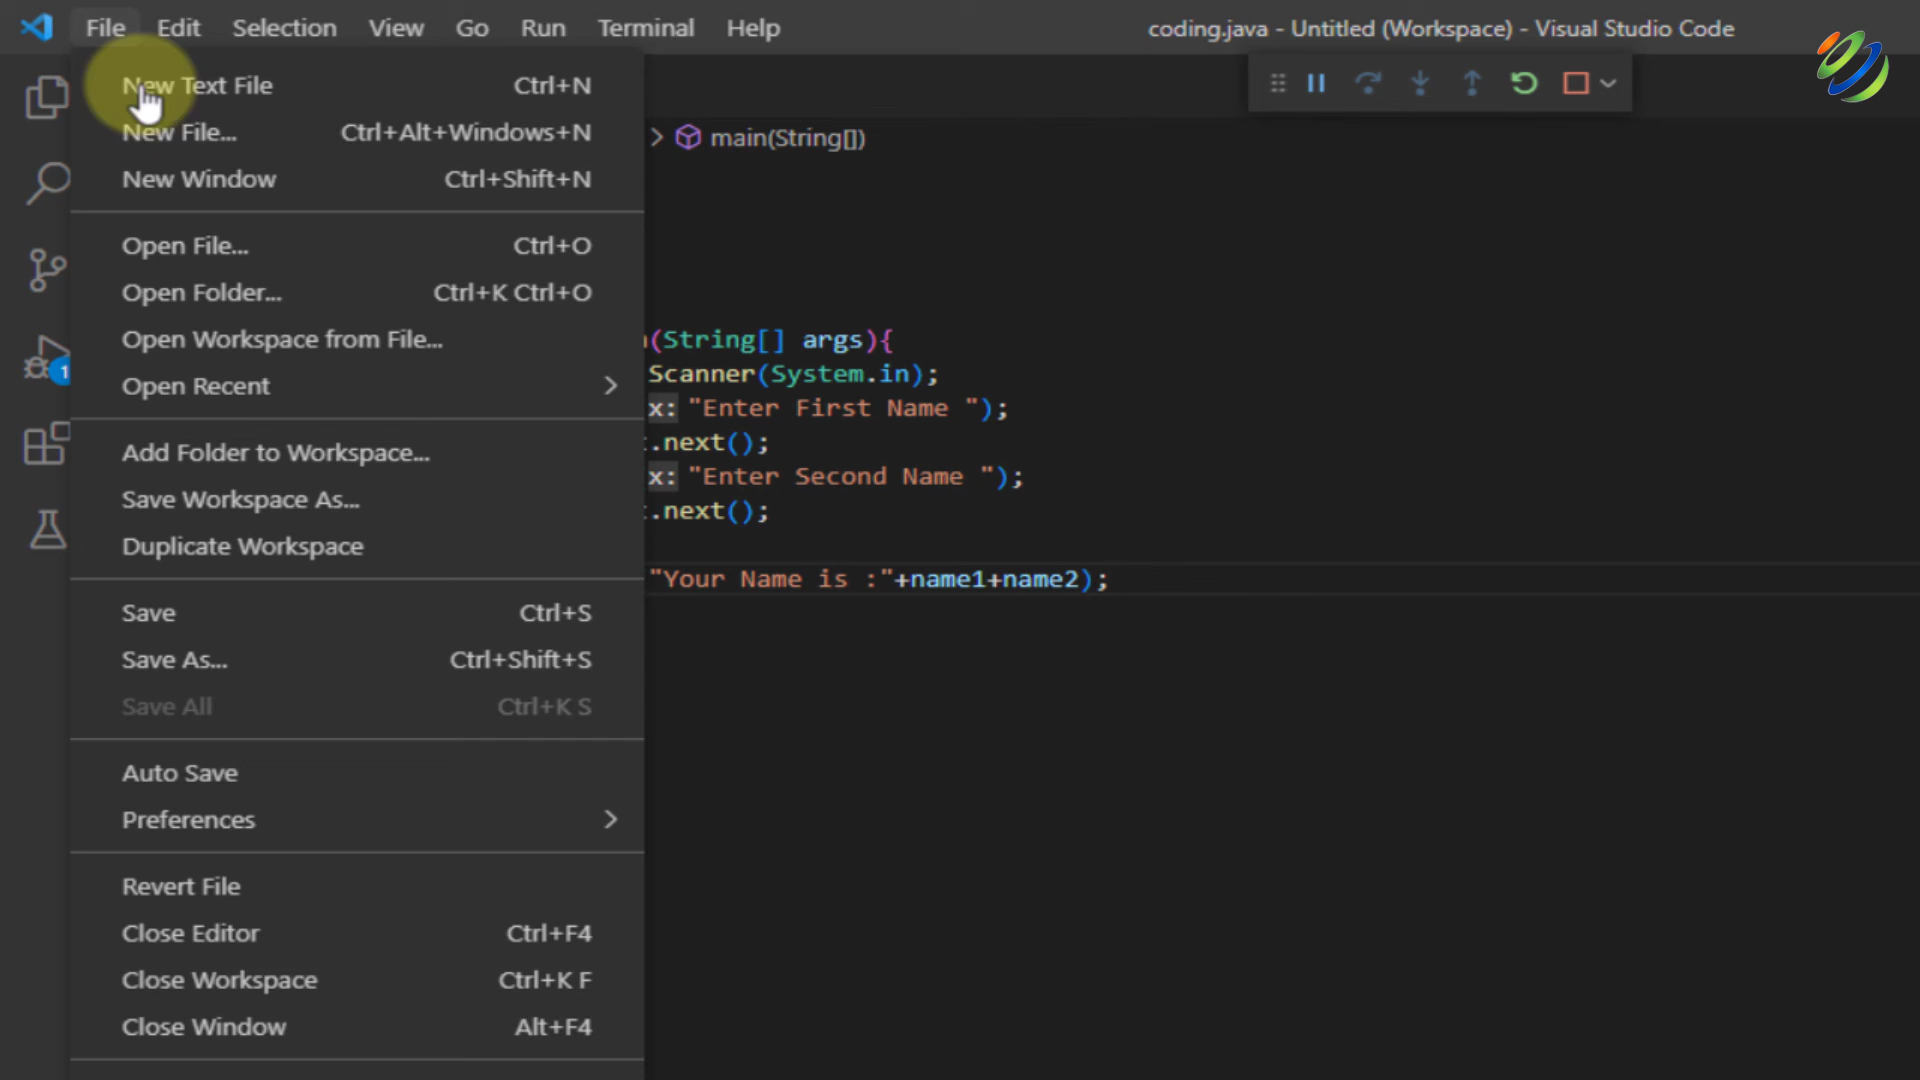 File Edit Selection View Go Run Terminal Help
coding.java - Untitled (Workspace) - Visual Studio Code
New Text File Ctrl+N
New File... Ctrl+Alt+Windows+N
New Window Ctrl+Shift+N
Open File... Ctrl+O
Open Folder... Ctrl+K Ctrl+O
Open Workspace from File...
Open Recent
Add Folder to Workspace...
Save Workspace As...
Duplicate Workspace
Save Ctrl+S
Save As... Ctrl+Shift+S
Save All Ctrl+K S
Auto Save
Preferences
Revert File
Close Editor Ctrl+F4
Close Workspace Ctrl+K F
Close Window Alt+F4
1
> main(String[])
(String[] args){
Scanner(System.in);
x: "Enter First Name ");
.next();
x: "Enter Second Name ");
.next();
"Your Name is :"+name1+name2);